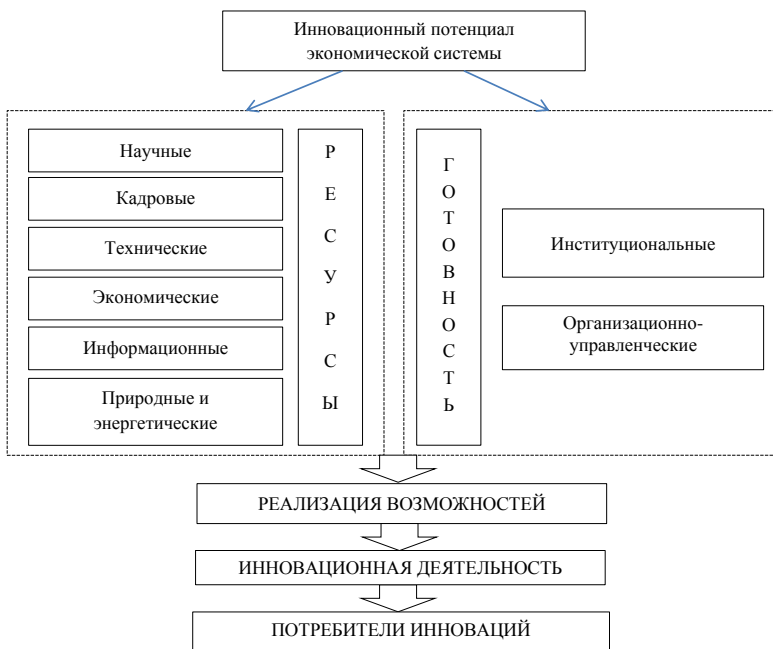 Инновационный потенциал
экономической системы
Научные
Кадровые
Технические
Экономические
Информационные
Природные и
энергетические
Р
Е
С
У
Р
С
Ы
Г
О
Т
О
В
Н
О
С
Т
Ь
Институциональные
Организационно-
управленческие
РЕАЛИЗАЦИЯ ВОЗМОЖНОСТЕЙ
ИННОВАЦИОННАЯ ДЕЯТЕЛЬНОСТЬ
ПОТРЕБИТЕЛИ ИННОВАЦИЙ